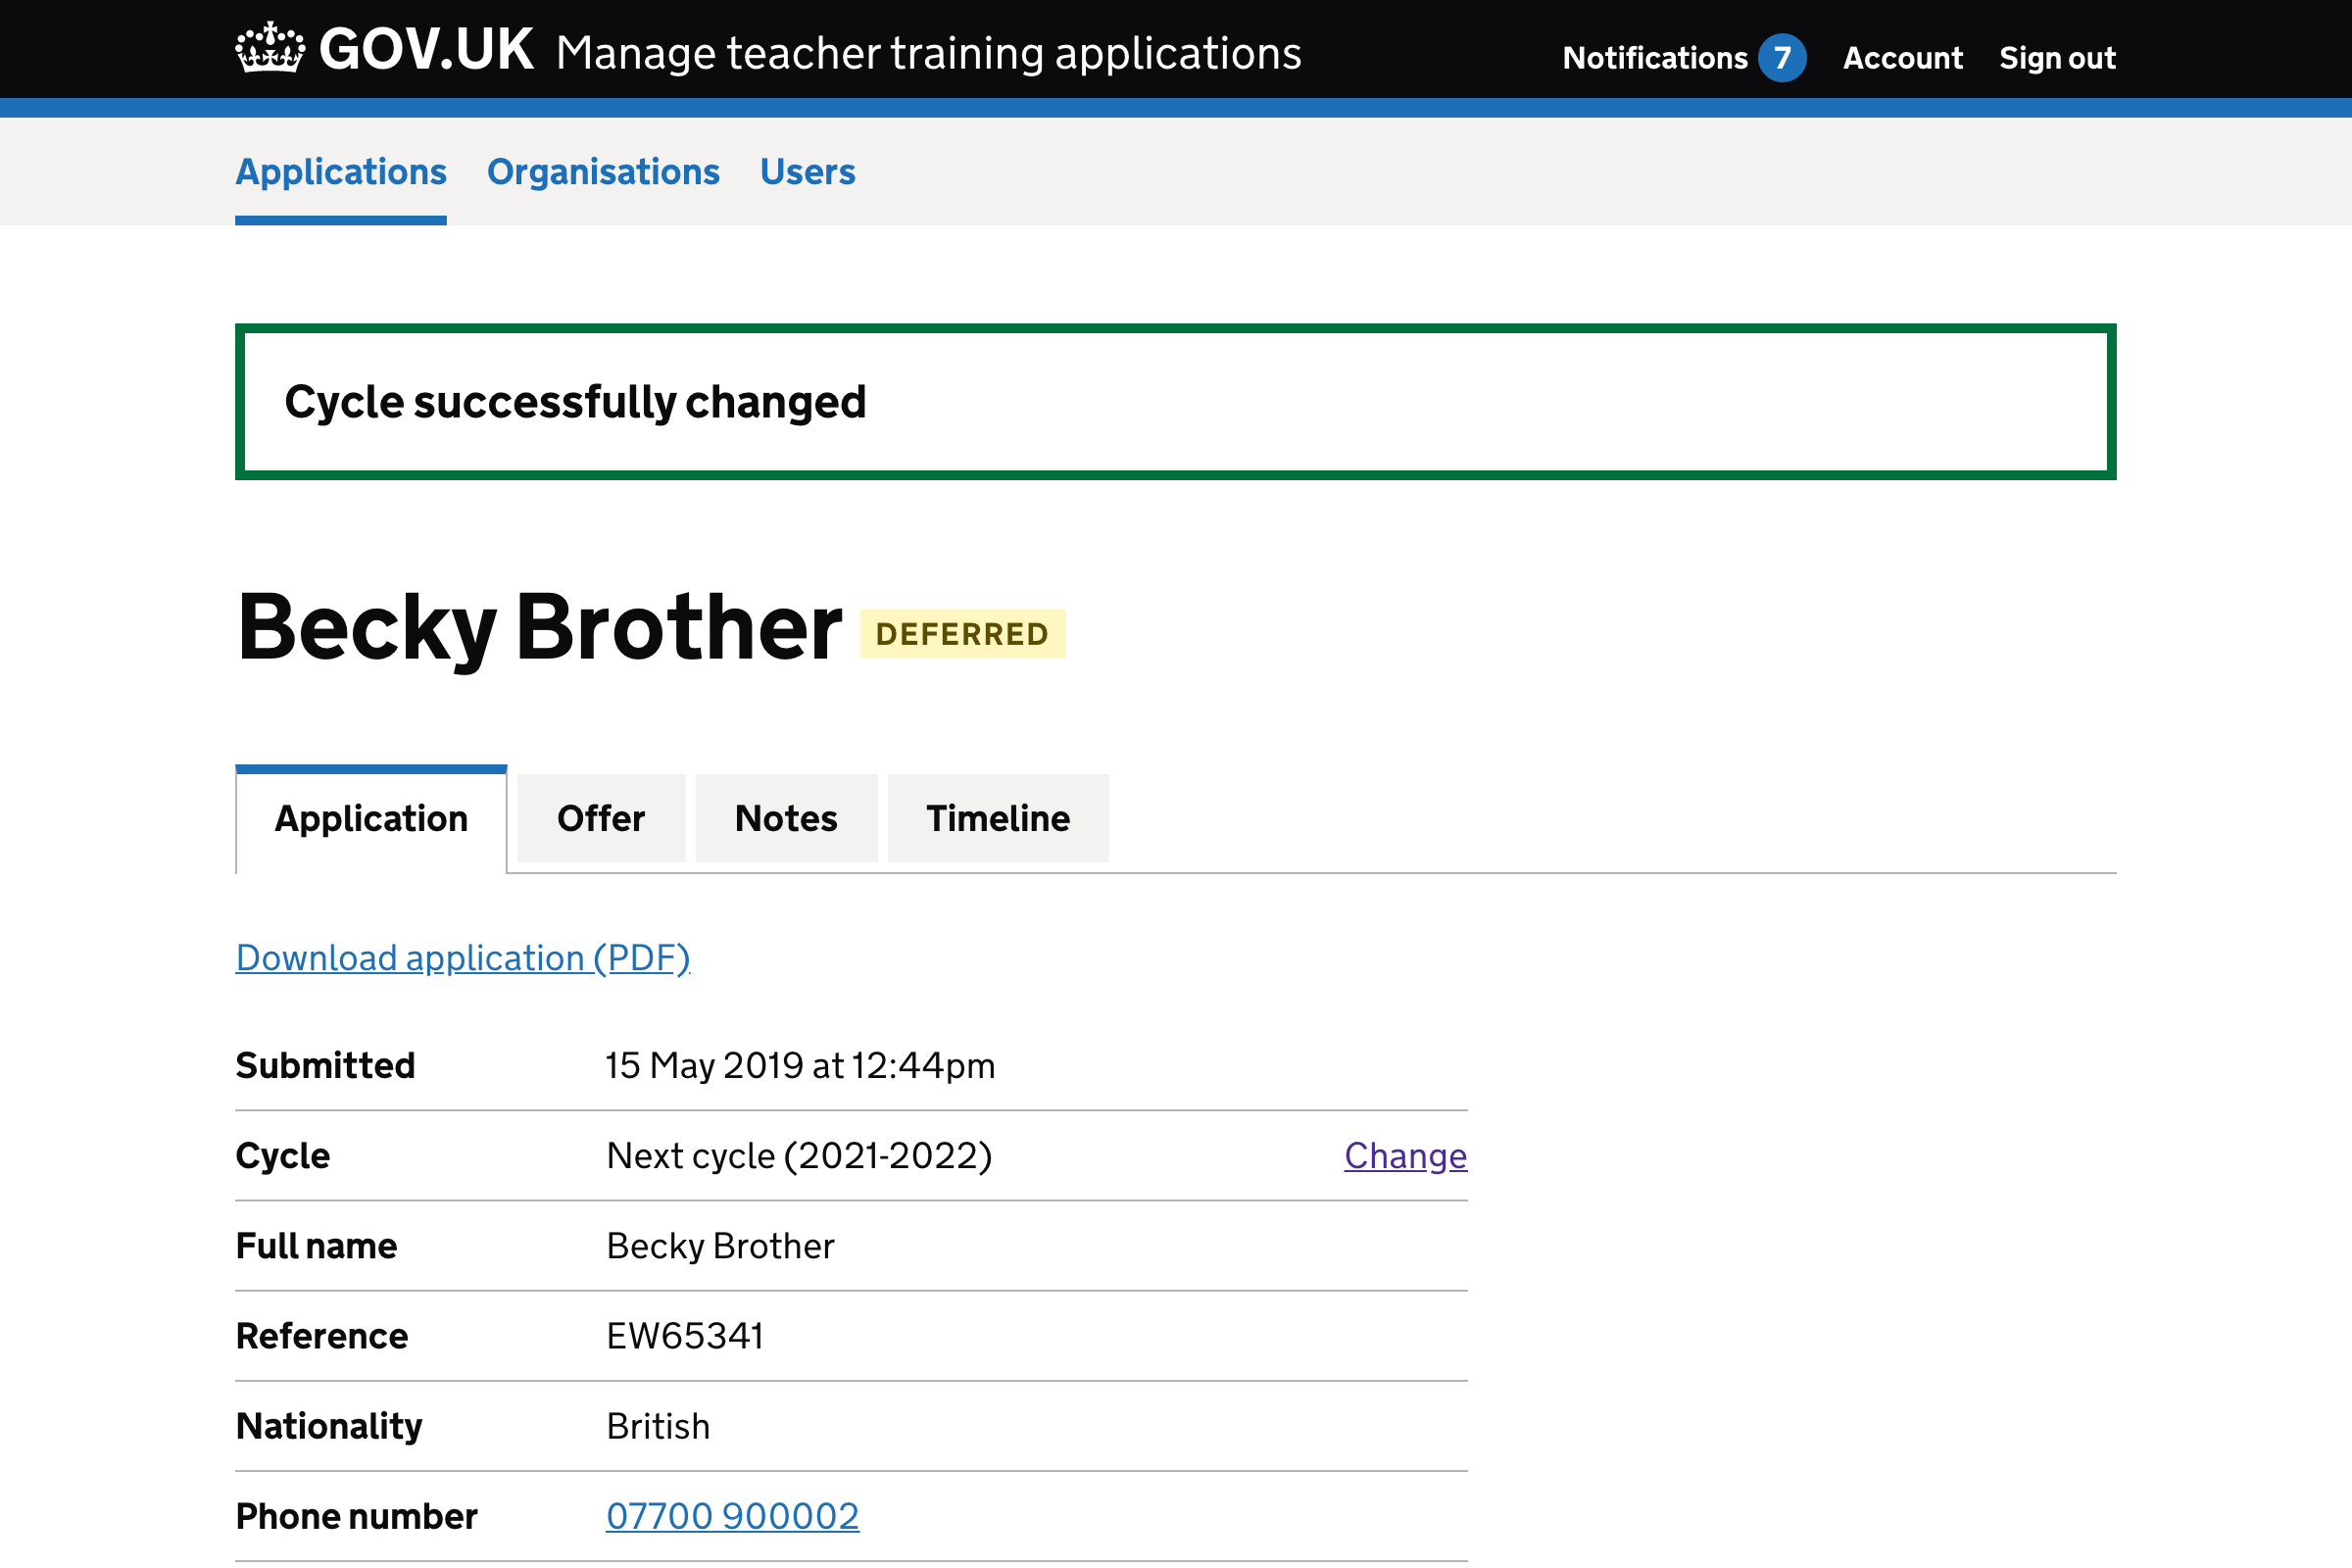 GOV.UK Manage teacher training applications Notifications 7 Account Sign out
Applications Organisations Users
Cycle successfully changed
Becky Brother DEFERRED
Application Offer Notes Timeline
Download application (PDF)
Submitted 15 May 2019 at 12:44pm
Cycle Next cycle (2021-2022) Change
Full name Becky Brother
Reference EW65341
Nationality British
Phone number 07700 900002